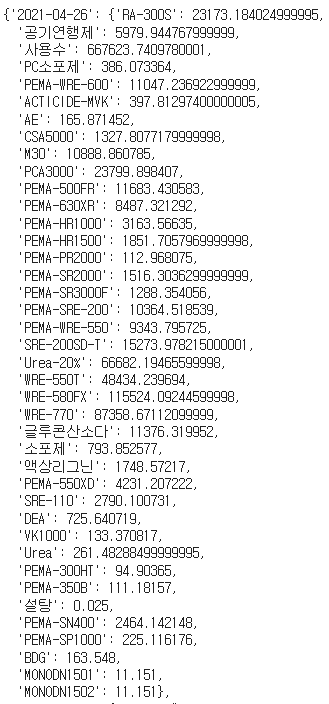 {'2021-04-26': {'RA-300S': 23173.184024999995,
'공기연행제': 5979.944767999999,
'사용수': 667623.7409780001,
'PC소포제': 386.073364,
'PEMA-WRE-600': 11047.236922999999,
'ACTICIDE-MVK': 397.81297400000005,
'AE': 165.871452,
'CSA5000': 1327.8077179999998,
'M30': 10888.860785,
'PCA3000': 23799.898407,
'PEMA-500FR': 11683.430583,
'PEMA-630XR': 8487.321292,
'PEMA-HR1000': 3163.56635,
'PEMA-HR1500': 1851.7057969999998,
'PEMA-PR2000': 112.968075,
'PEMA-SR2000': 1516.3036299999999,
'PEMA-SR3000F': 1288.354056,
'PEMA-SRE-200': 10364.518539,
'PEMA-WRE-550': 9343.795725,
'SRE-200SD-T': 15273.978215000001,
'Urea-20%': 66682.19465599998,
'WRE-550T': 48434.239694,
'WRE-580FX': 115524.09244599998,
'WRE-770': 87358.67112099999,
'글루콘산소다': 11376.319952,
'소포제': 793.852577,
'액상리그닌': 1748.57217,
'PEMA-550XD': 4231.207222,
'SRE-110': 2790.100731,
'DEA': 725.640719,
'VK1000': 133.370817,
'Urea': 261.48288499999995,
'PEMA-300HT': 94.90365,
'PEMA-350B': 111.18157,
'설탕': 0.025,
'PEMA-SN400': 2464.142148,
'PEMA-SP1000': 225.116176,
'BDG': 163.548,
'MONODN1501': 11.151,
'MONODN1502': 11.151},